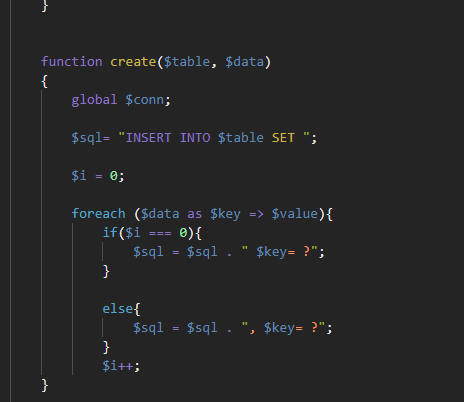 }
function create($table, $data)
{
global $conn;
$sql= "INSERT INTO $table SET ";
$i = 0;
foreach ($data as $key => $value){
if($i === 0){
$sql = $sql . " $key= ?";
}
else{
$sql = $sql . ", $key= ?";
}
$i++;
}